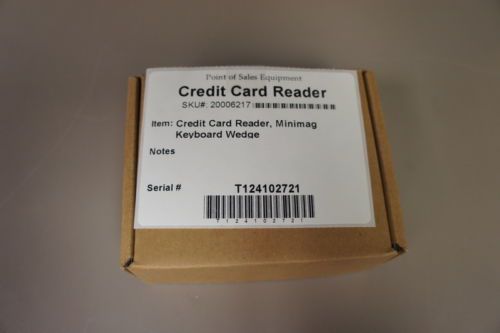 Point of Sales Equipment
Credit Card Reader
SKU#: 20006217
Item: Credit Card Reader, Minimag
Keyboard Wedge
Notes
Serial # T124102721
T124102721